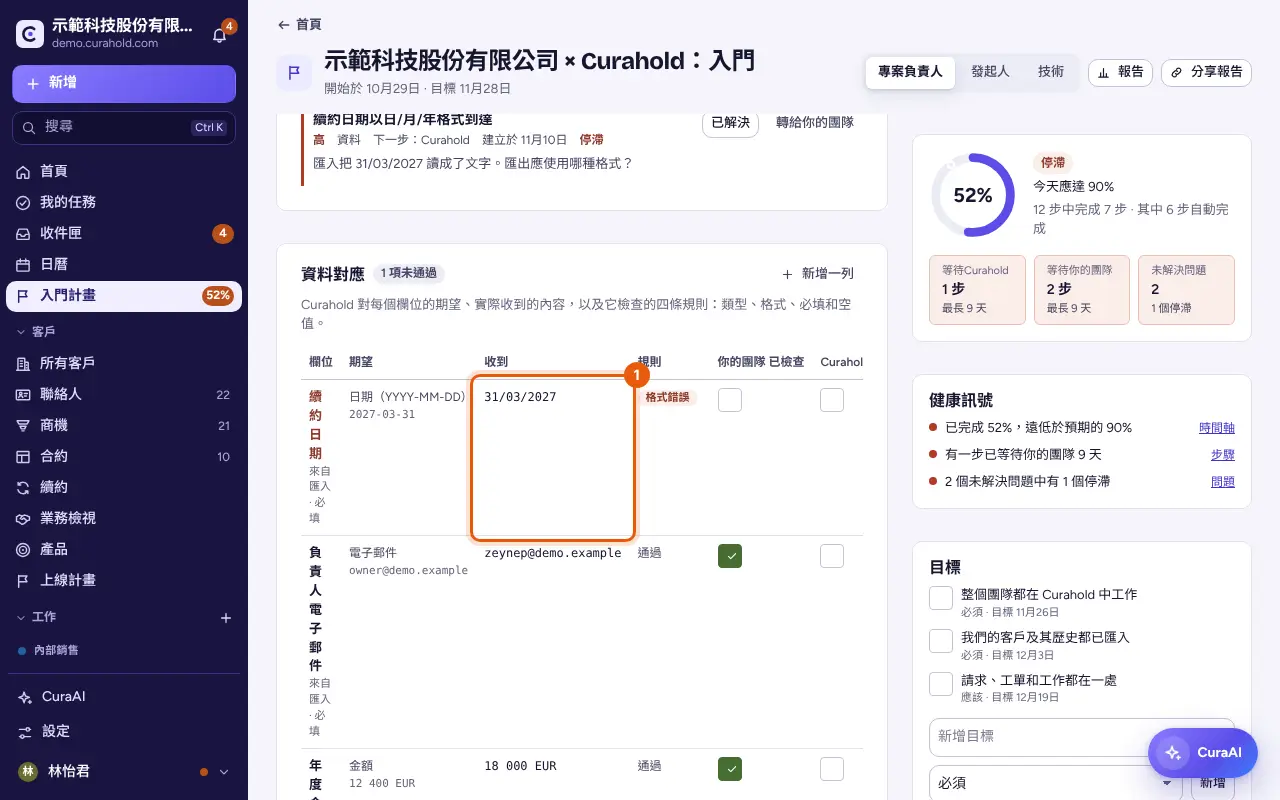 示範科技股份有限...
4
demo.curahold.com
+ 新增
搜尋 Ctrl K
首頁
我的任務
收件匣 4
日曆
入門計畫 52%
客戶
所有客戶
聯絡人 22
商機 21
合約 10
續約
業務檢視
產品
上線計畫
工作 +
內部銷售
CuraAI
設定
林 林怡君
← 首頁
示範科技股份有限公司 × Curahold：入門
開始於 10月29日 · 目標 11月28日
專案負責人 發起人 技術 報告 分享報告
續約日期以日/月/年格式到達
高 資料 下一步：Curahold 建立於 11月10日 停滯
匯入把 31/03/2027 讀成了文字。匯出應使用哪種格式？
已解決 轉給你的團隊
資料對應 1 項未通過 + 新增一列
Curahold 對每個欄位的期望、實際收到的內容，以及它檢查的四條規則：類型、格式、必填和空
值。
欄位 期望 收到 規則 你的團隊 已檢查 Curahol
1
續
約
日
期
來自
匯入
· 必
填
日期（YYYY-MM-DD）
2027-03-31
31/03/2027
格式錯誤
負
責
人
電
子
郵
件
來自
匯入
· 必
填
電子郵件
owner@demo.example
zeynep@demo.example
通過
年
度
金額
12 400 EUR
18 000 EUR
通過
52%
停滯
今天應達 90%
12 步中完成 7 步 · 其中 6 步自動完
成
等待Curahold
1 步
最長 9 天
等待你的團隊
2 步
最長 9 天
未解決問題
2
1 個停滯
健康訊號
已完成 52%，遠低於預期的 90% 時間軸
有一步已等待你的團隊 9 天 步驟
2 個未解決問題中有 1 個停滯 問題
目標
整個團隊都在 Curahold 中工作
必須 · 目標 11月26日
我們的客戶及其歷史都已匯入
必須 · 目標 12月3日
請求、工單和工作都在一處
應該 · 目標 12月19日
新增目標
必須 新增
CuraAI